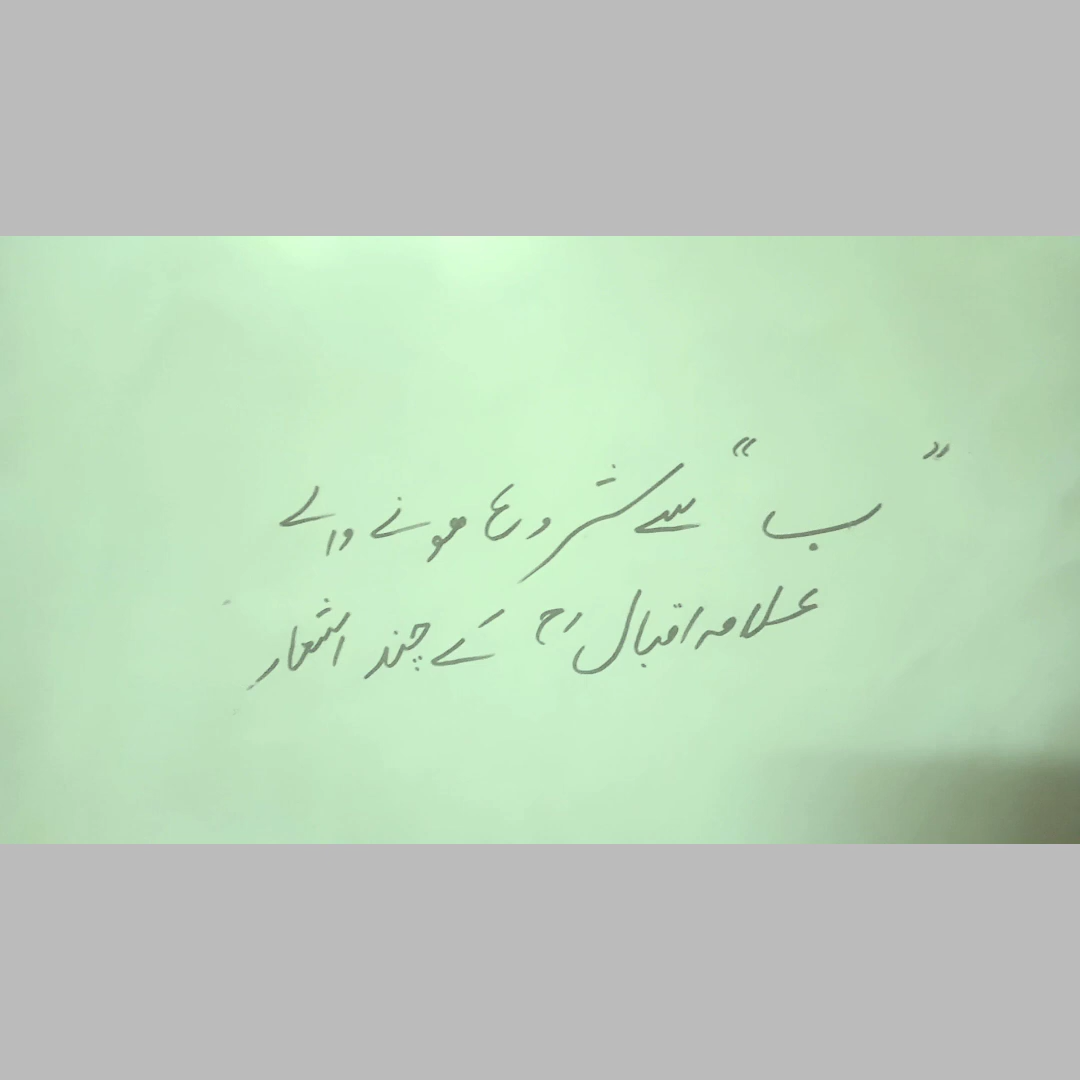 ”ب“ سے شروع ہونے والے
علامہ اقبال رح کے چند اشعار